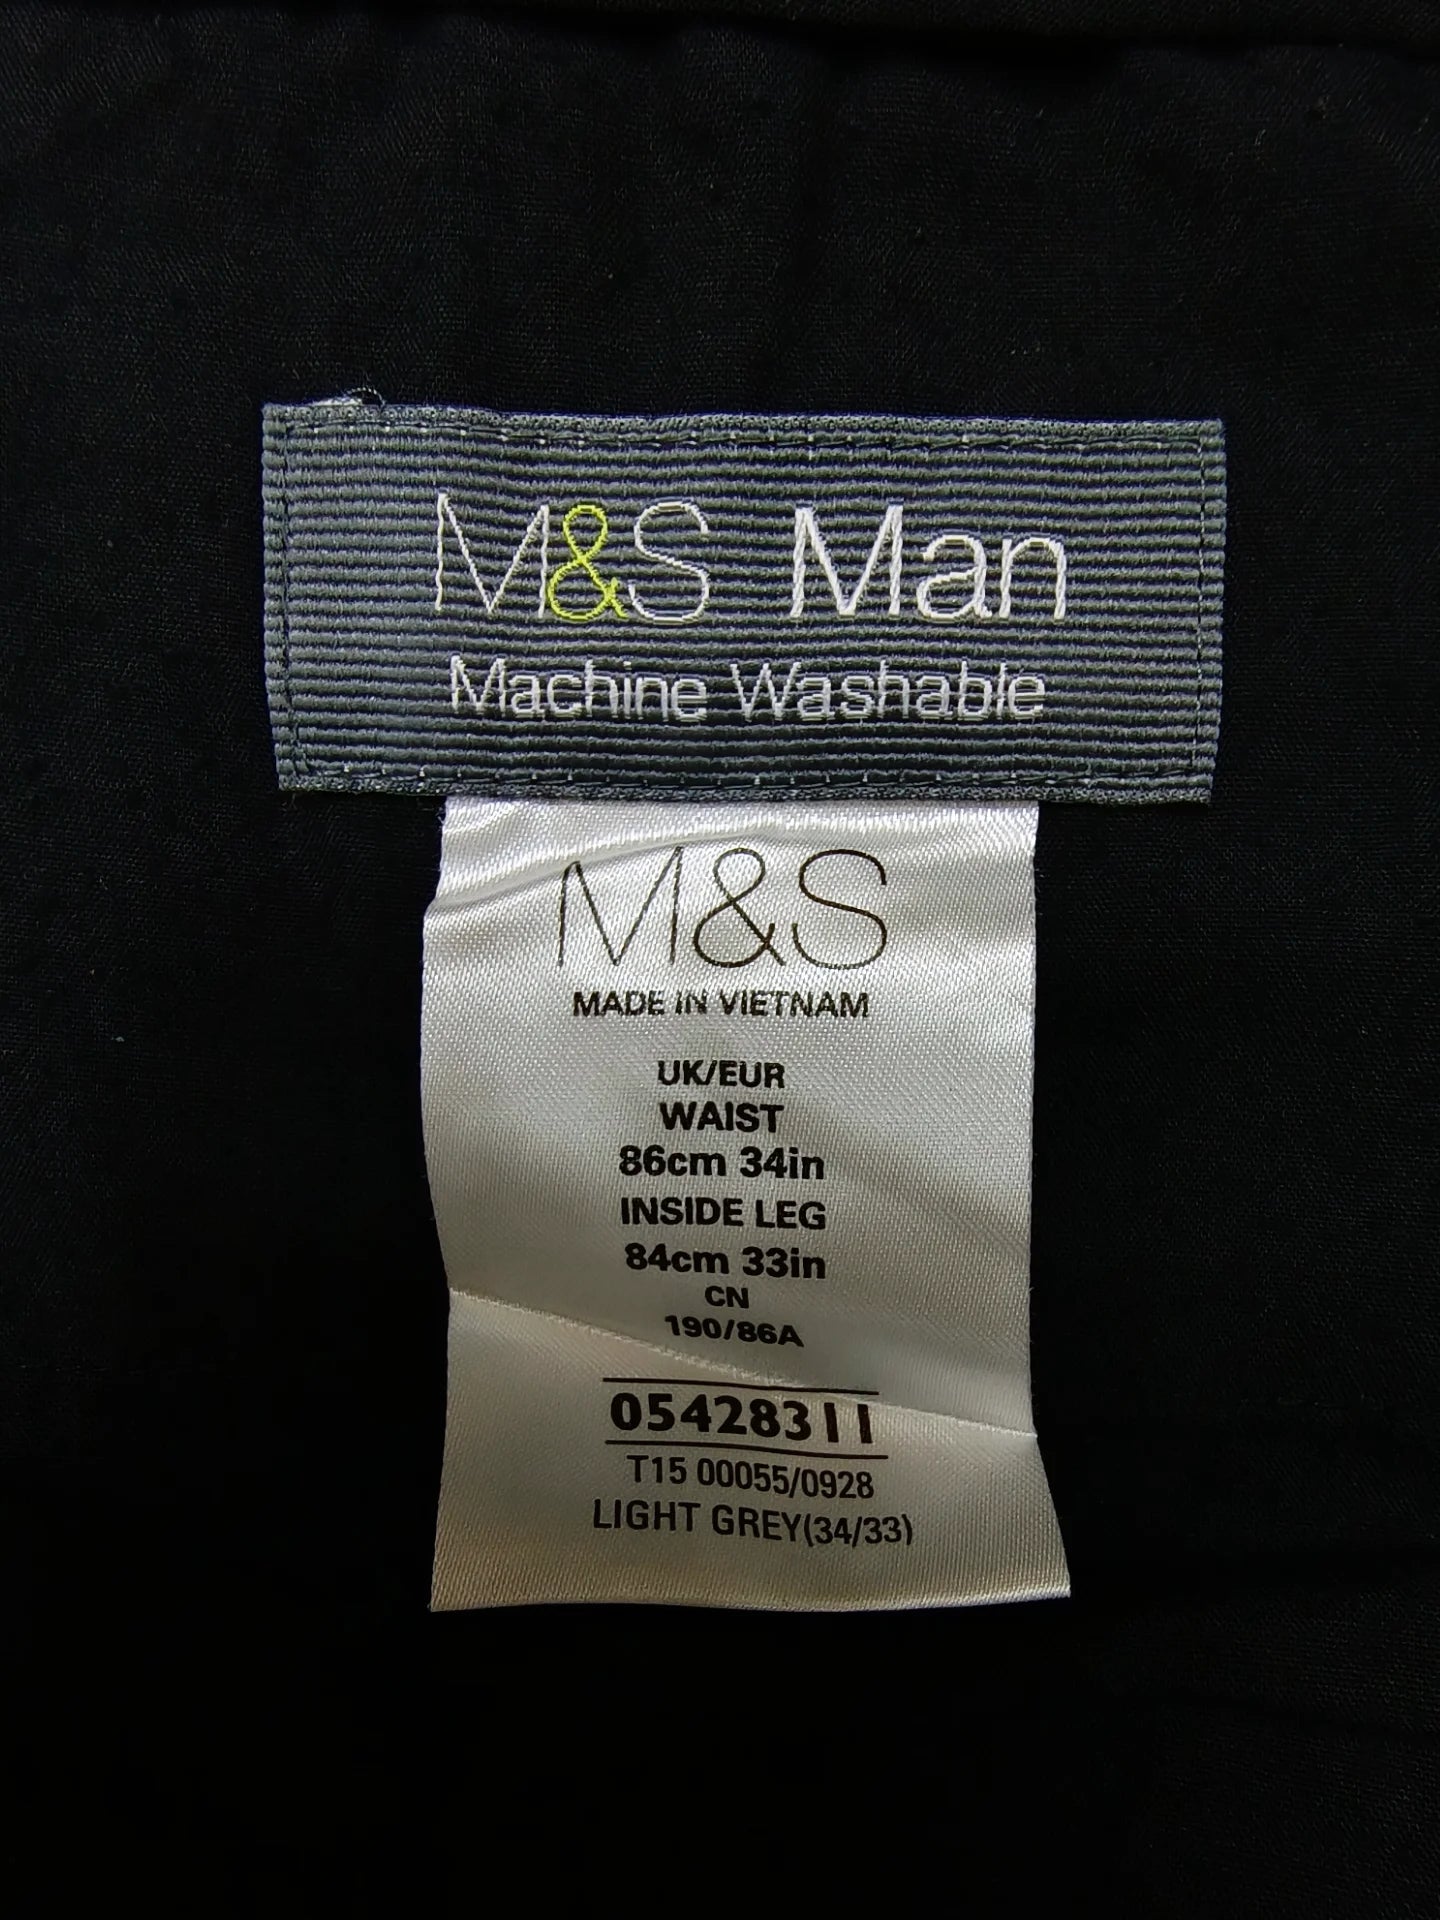 M&S Man
Machine Washable
M&S
MADE IN VIETNAM
UK/EUR
WAIST
86cm 34in
INSIDE LEG
84cm 33in
CN
190/86A
05428311
T15 00055/0928
LIGHT GREY(34/33)